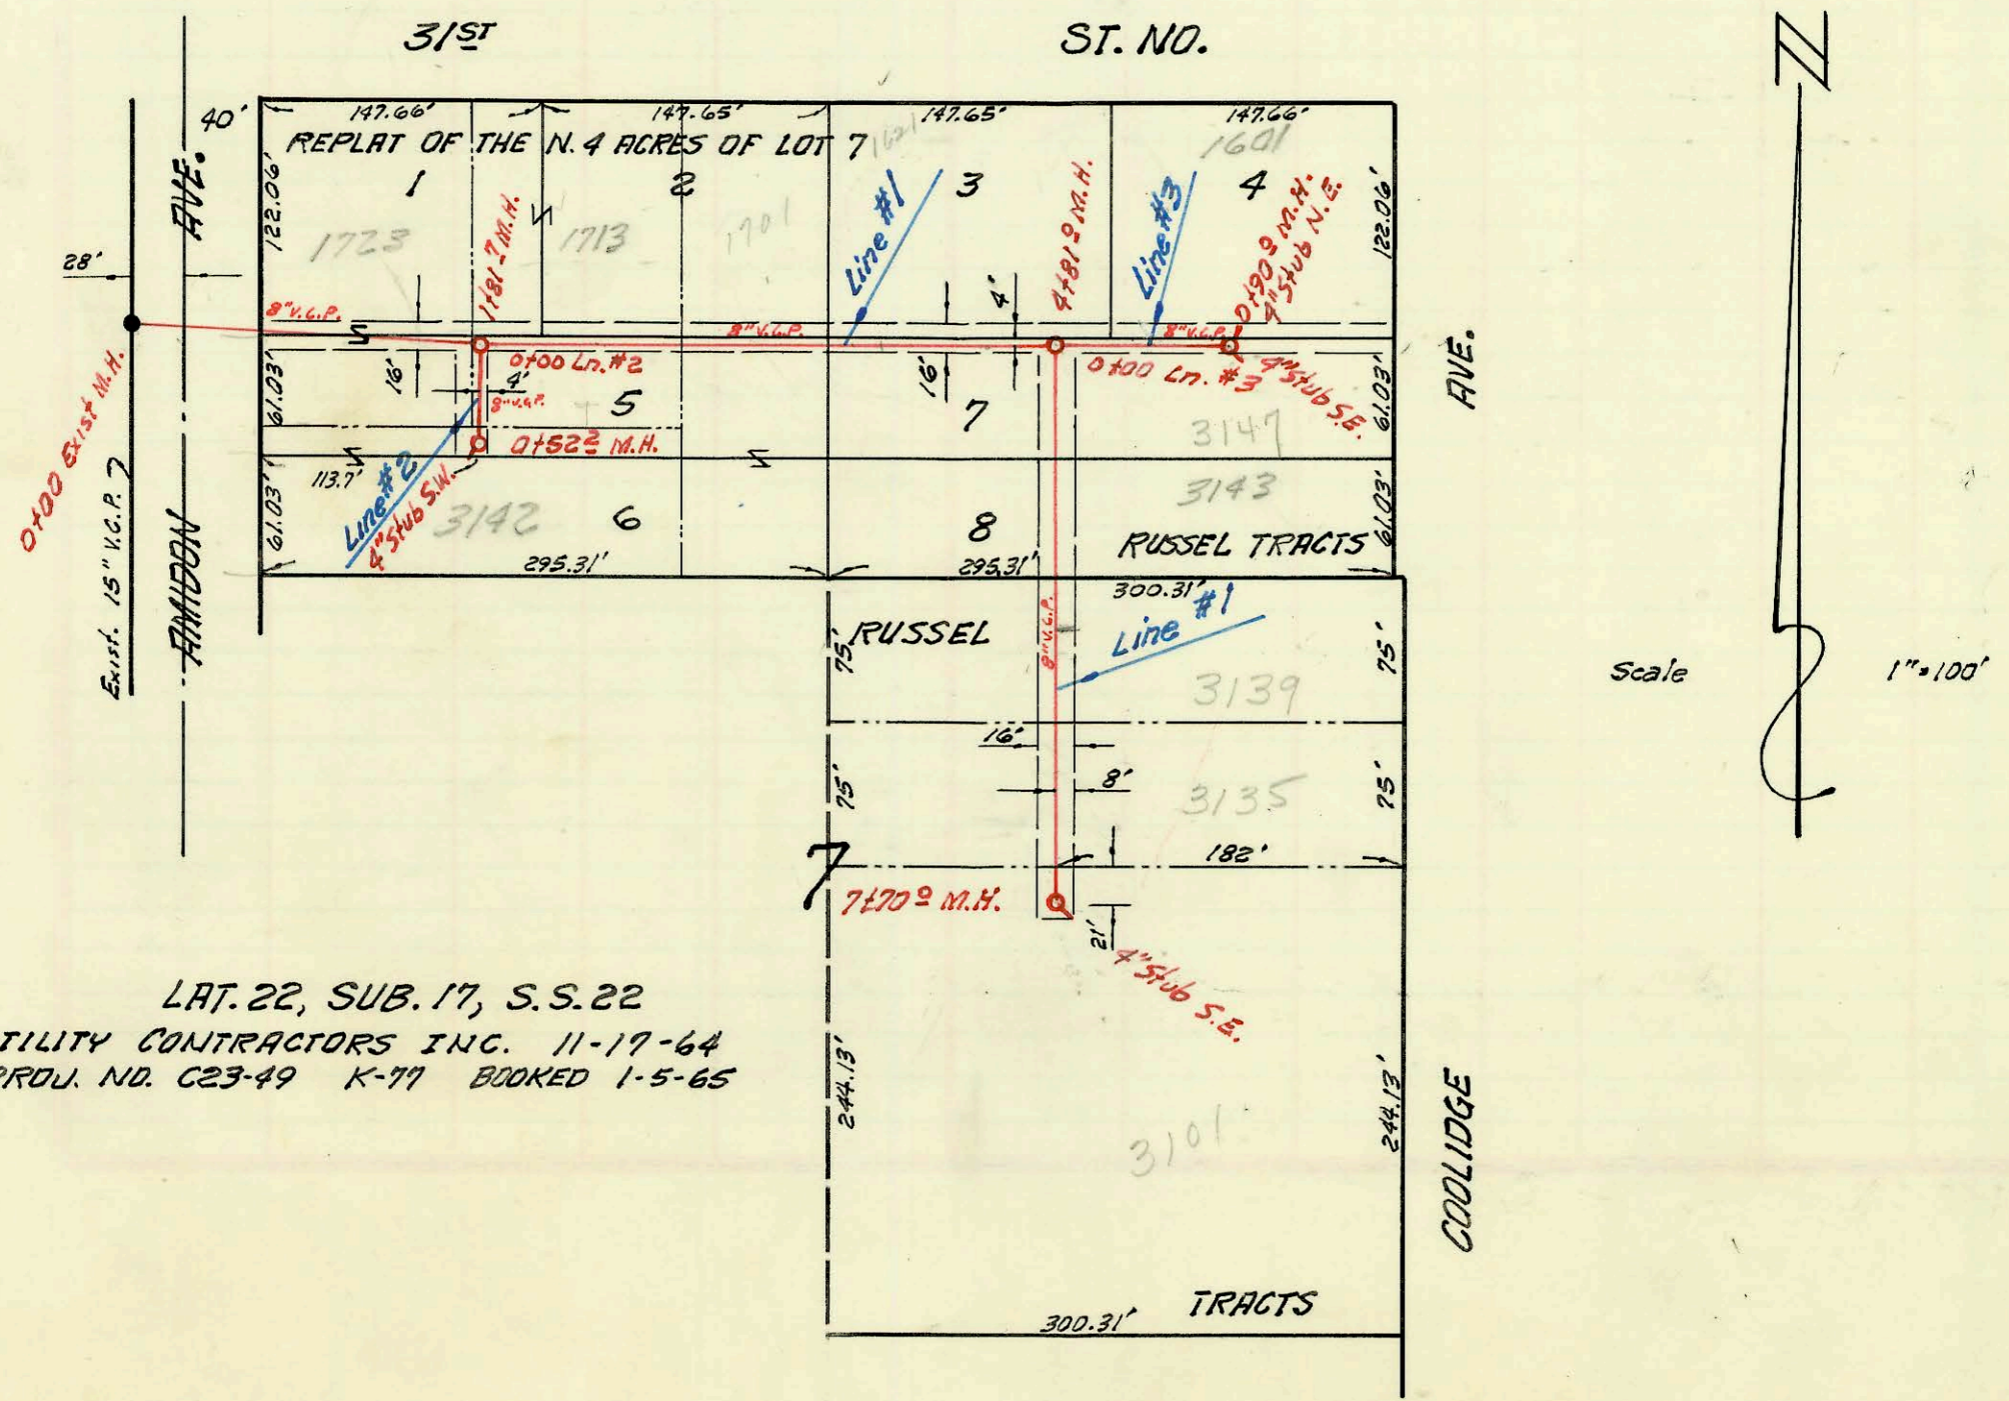 31ST ST. NO.
N
40'
147.66' 147.65' 147.65' 147.66'
REPLAT OF THE N. 4 ACRES OF LOT 7
1621
1601
1 2 3 4
122.06'
122.06'
1723
1713
1701
AVE.
28'
1+81.7 M.H.
Line #1
4+81.9 M.H.
Line #3
0+90.9 M.H.
4" Stub N.E.
4'
8" V.C.P.
8" V.C.P.
8" V.C.P.
0+00 Exist M.H.
0+00 Ln. #2
0+00 Ln. #3
4" Stub S.E.
16'
4'
8" V.C.P.
16'
61.03'
61.03'
5
7
3147
0+52.2 M.H.
AVE.
113.7'
Line #2
4" Stub S.W.
3142
3143
61.03'
61.03'
6
8
RUSSEL TRACTS
295.31'
295.31'
Exist. 15" V.C.P.
AMIDON
300.31'
Line #1
RUSSEL
75'
75'
8" V.C.P.
3139
Scale 1"=100'
16'
8'
75'
75'
3135
182'
7
7+70.9 M.H.
21'
4" Stub S.E.
LAT. 22, SUB. 17, S.S. 22
TILITY CONTRACTORS INC. 11-17-64
PROJ. NO. C23-49 K-77 BOOKED 1-5-65
244.13'
244.13'
3101
COOLIDGE
TRACTS
300.31'